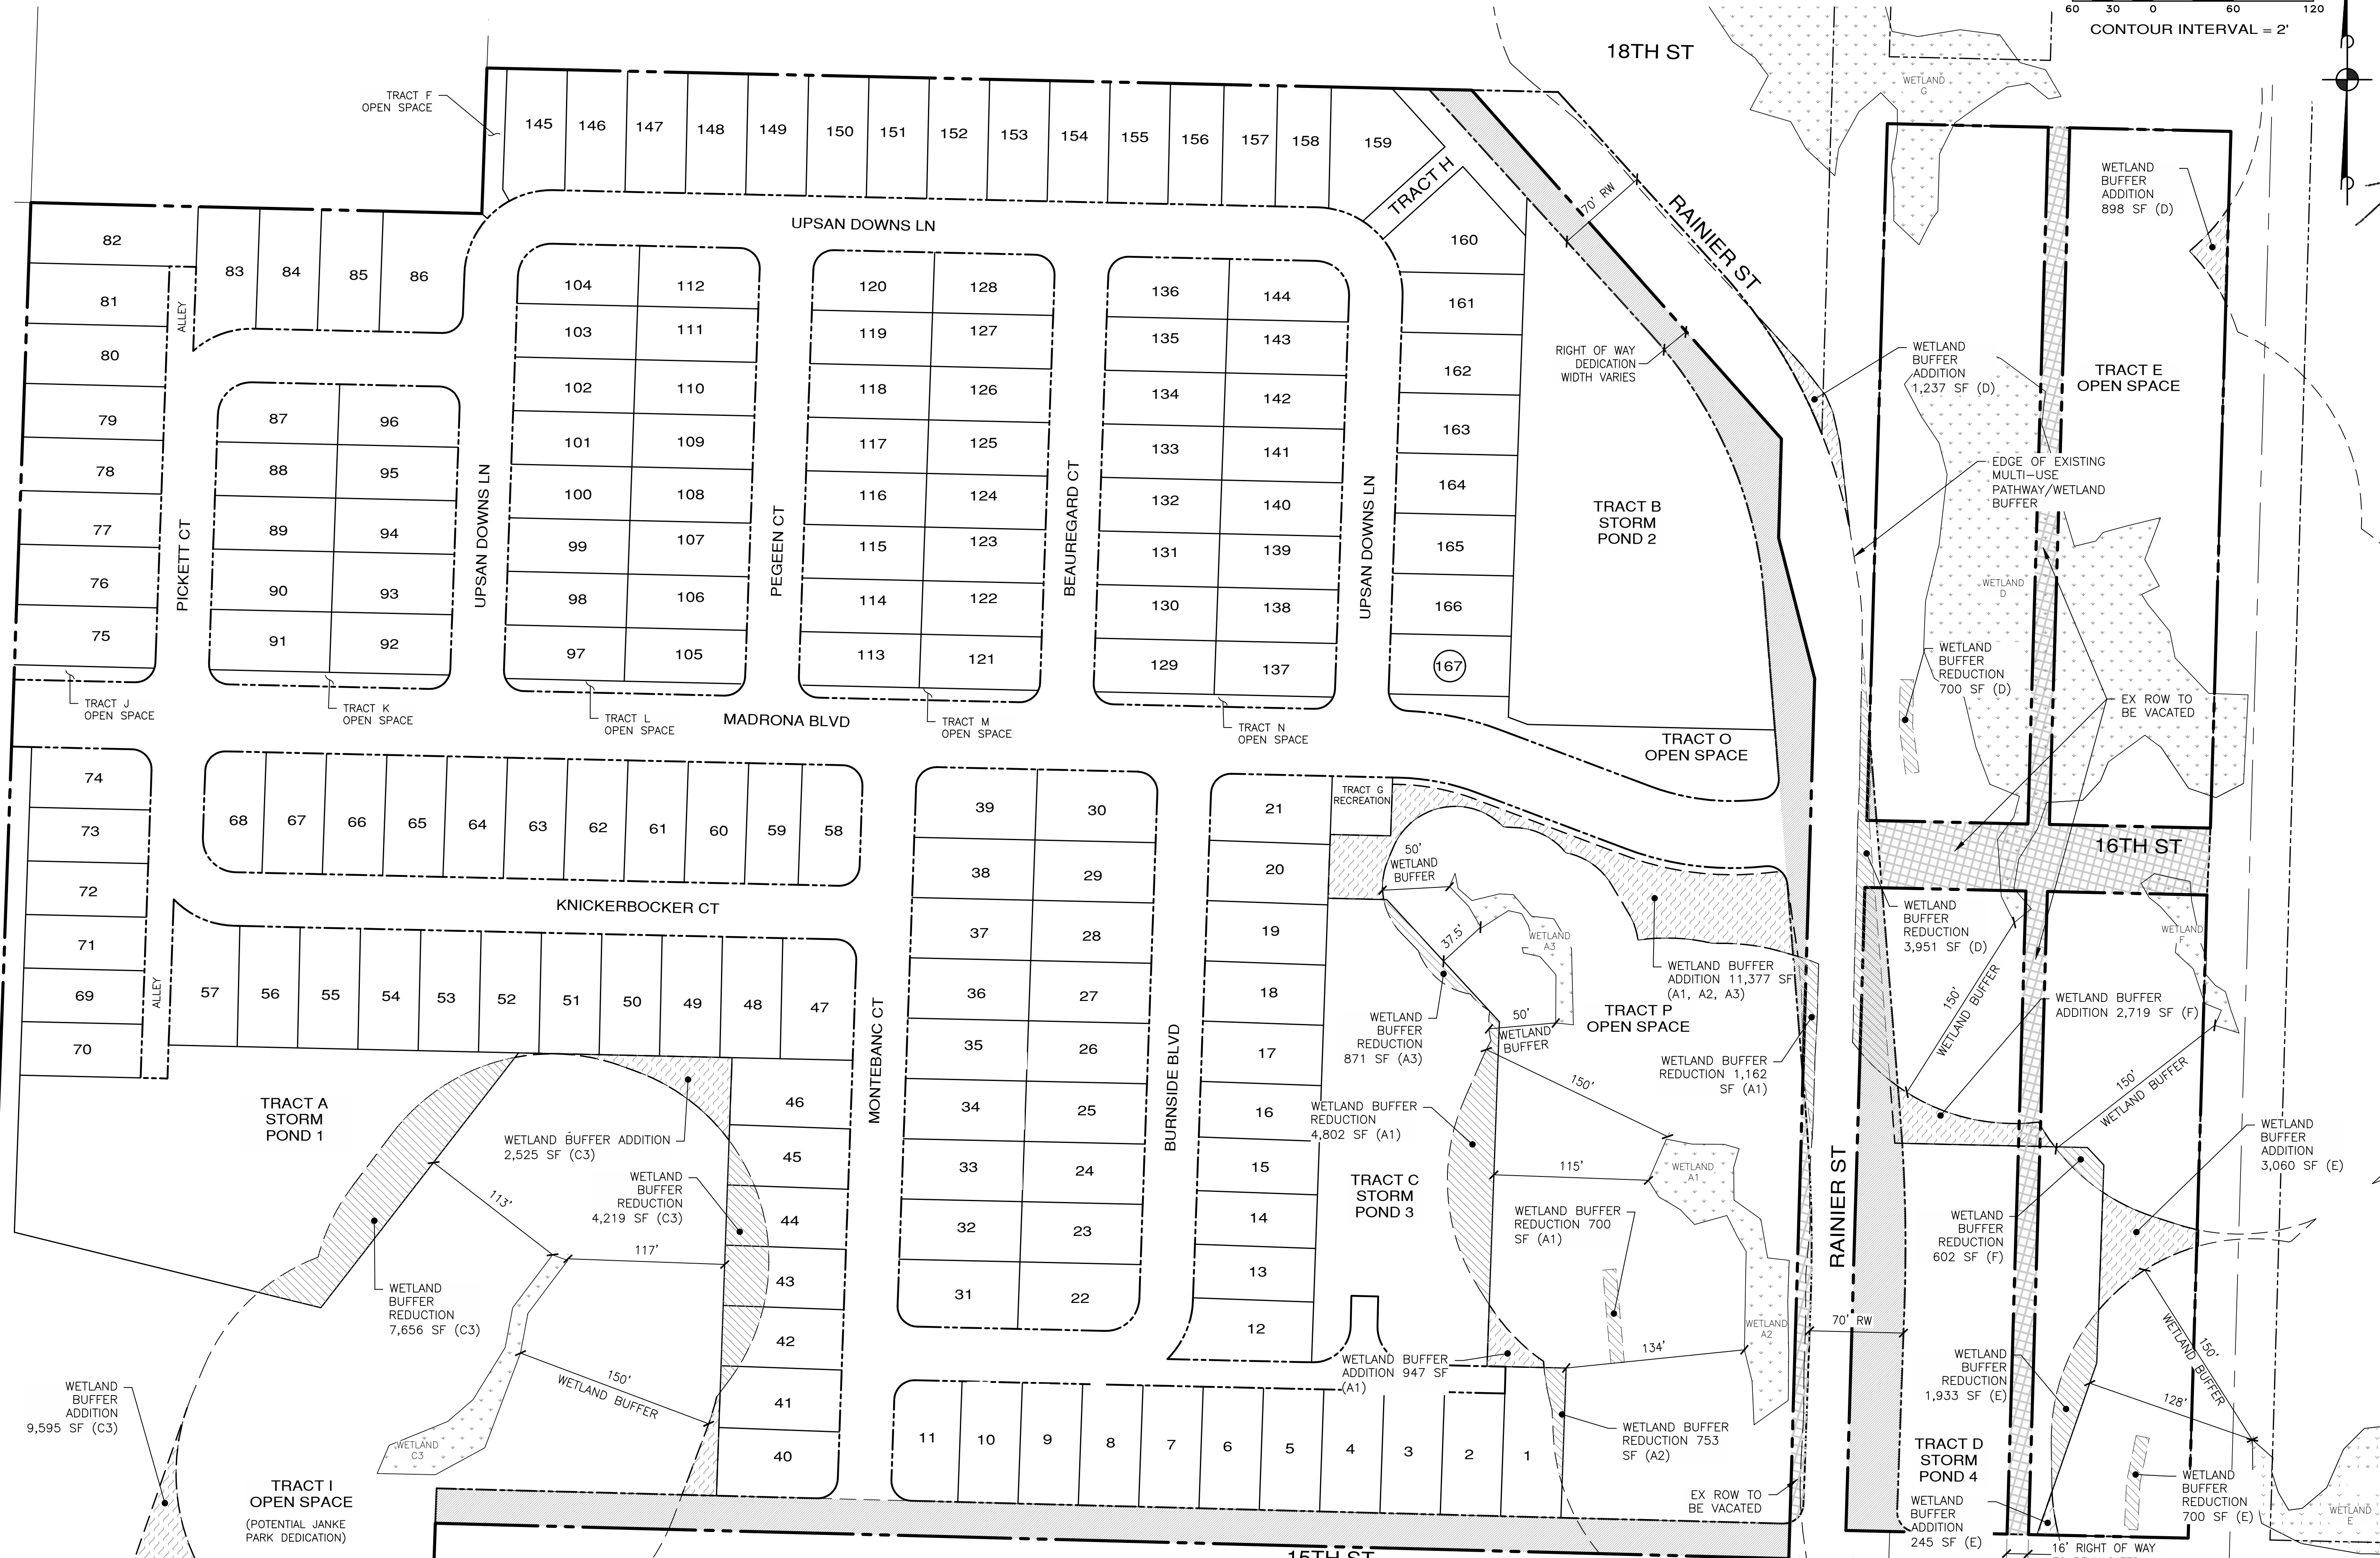 60 30 0 60 120
CONTOUR INTERVAL = 2'
18TH ST
WETLAND
G
TRACT F
OPEN SPACE
145 146 147 148 149 150 151 152 153 154 155 156 157 158 159
TRACT H
70' RW
RAINIER ST
WETLAND
BUFFER
ADDITION
898 SF (D)
UPSAN DOWNS LN
82
81
80
79
78
77
76
75
ALLEY
83 84 85 86
PICKETT CT
87 96
88 95
89 94
90 93
91 92
UPSAN DOWNS LN
104 112
103 111
102 110
101 109
100 108
99 107
98 106
97 105
PEGEEN CT
120 128
119 127
118 126
117 125
116 124
115 123
114 122
113 121
BEAUREGARD CT
136 144
135 143
134 142
133 141
132 140
131 139
130 138
129 137
UPSAN DOWNS LN
160
161
162
163
164
165
166
167
RIGHT OF WAY
DEDICATION
WIDTH VARIES
TRACT B
STORM
POND 2
WETLAND
BUFFER
ADDITION
1,237 SF (D)
TRACT E
OPEN SPACE
EDGE OF EXISTING
MULTI-USE
PATHWAY/WETLAND
BUFFER
WETLAND
D
WETLAND
BUFFER
REDUCTION
700 SF (D)
EX ROW TO
BE VACATED
TRACT J
OPEN SPACE
TRACT K
OPEN SPACE
TRACT L
OPEN SPACE
MADRONA BLVD
TRACT M
OPEN SPACE
TRACT N
OPEN SPACE
TRACT O
OPEN SPACE
74
73
72
71
69
70
ALLEY
68 67 66 65 64 63 62 61 60 59 58
KNICKERBOCKER CT
57 56 55 54 53 52 51 50 49 48 47
MONTEBANC CT
39 30
38 29
37 28
36 27
35 26
34 25
33 24
32 23
31 22
BURNSIDE BLVD
21
20
19
18
17
16
15
14
13
12
TRACT G
RECREATION
50'
WETLAND
BUFFER
37.5'
WETLAND
A3
WETLAND BUFFER
ADDITION 11,377 SF
(A1, A2, A3)
16TH ST
WETLAND
BUFFER
REDUCTION
3,951 SF (D)
WETLAND
F
150'
WETLAND BUFFER
WETLAND BUFFER
ADDITION 2,719 SF (F)
WETLAND
BUFFER
REDUCTION
871 SF (A3)
50'
WETLAND
BUFFER
TRACT P
OPEN SPACE
WETLAND BUFFER
REDUCTION 1,162
SF (A1)
150'
150'
WETLAND BUFFER
TRACT A
STORM
POND 1
WETLAND BUFFER ADDITION
2,525 SF (C3)
46
45
44
43
42
41
40
WETLAND BUFFER
REDUCTION
4,802 SF (A1)
WETLAND
BUFFER
ADDITION
3,060 SF (E)
WETLAND
BUFFER
REDUCTION
4,219 SF (C3)
113'
117'
TRACT C
STORM
POND 3
115'
WETLAND
A1
RAINIER ST
WETLAND BUFFER
REDUCTION 700
SF (A1)
WETLAND
BUFFER
REDUCTION
602 SF (F)
WETLAND
BUFFER
REDUCTION
7,656 SF (C3)
WETLAND
A2
70' RW
134'
WETLAND BUFFER
ADDITION 947 SF
(A1)
150'
WETLAND BUFFER
150'
WETLAND BUFFER
WETLAND
BUFFER
REDUCTION
1,933 SF (E)
128'
WETLAND
BUFFER
ADDITION
9,595 SF (C3)
WETLAND
C3
11 10 9 8 7 6 5 4 3 2 1
WETLAND BUFFER
REDUCTION 753
SF (A2)
TRACT D
STORM
POND 4
WETLAND
BUFFER
REDUCTION
700 SF (E)
TRACT I
OPEN SPACE
(POTENTIAL JANKE
PARK DEDICATION)
EX ROW TO
BE VACATED
WETLAND
BUFFER
ADDITION
245 SF (E)
WETLAND
E
16' RIGHT OF WAY
15TH ST